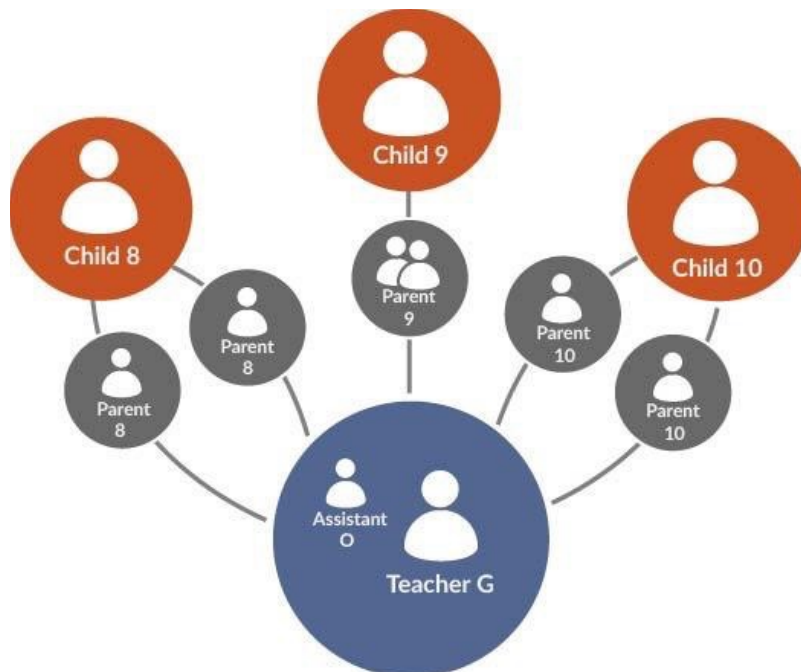 Child 9
Child 8
Child 10
Parent
9
Parent
8
Parent
10
Parent
8
Parent
10
Assistant
O
Teacher G